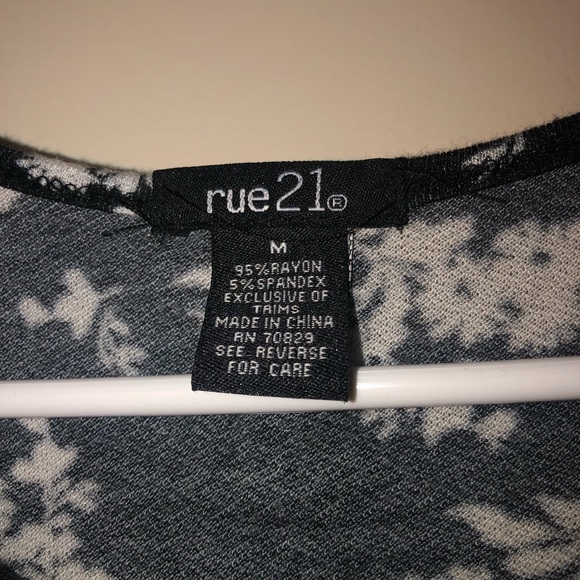 rue21®
M
95% RAYON
5% SPANDEX
EXCLUSIVE OF
TRIMS
MADE IN CHINA
RN 70829
SEE REVERSE
FOR CARE